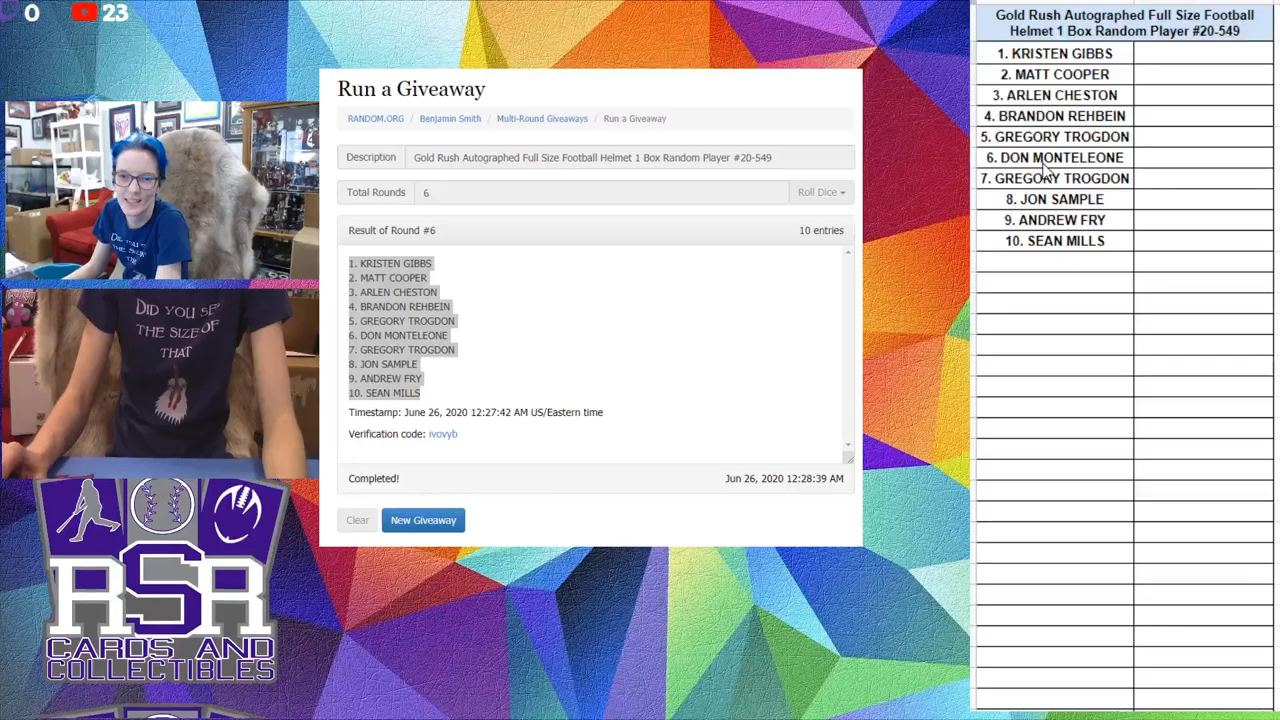 0 23
DID YOU SEE
THE SIZE OF
DID YOU SEE
THE SIZE OF
THAT
RSR
CARDS AND
COLLECTIBLES
Run a Giveaway
RANDOM.ORG Benjamin Smith Multi-Round Giveaways Run a Giveaway
Description Gold Rush Autographed Full Size Football Helmet 1 Box Random Player #20-549
Total Rounds 6 Roll Dice
Result of Round #6 10 entries
1. KRISTEN GIBBS
2. MATT COOPER
3. ARLEN CHESTON
4. BRANDON REHBEIN
5. GREGORY TROGDON
6. DON MONTELEONE
7. GREGORY TROGDON
8. JON SAMPLE
9. ANDREW FRY
10. SEAN MILLS
Timestamp: June 26, 2020 12:27:42 AM US/Eastern time
Verification code: ivovyb
Completed! Jun 26, 2020 12:28:39 AM
Clear New Giveaway
Gold Rush Autographed Full Size Football
Helmet 1 Box Random Player #20-549
1. KRISTEN GIBBS
2. MATT COOPER
3. ARLEN CHESTON
4. BRANDON REHBEIN
5. GREGORY TROGDON
6. DON MONTELEONE
7. GREGORY TROGDON
8. JON SAMPLE
9. ANDREW FRY
10. SEAN MILLS